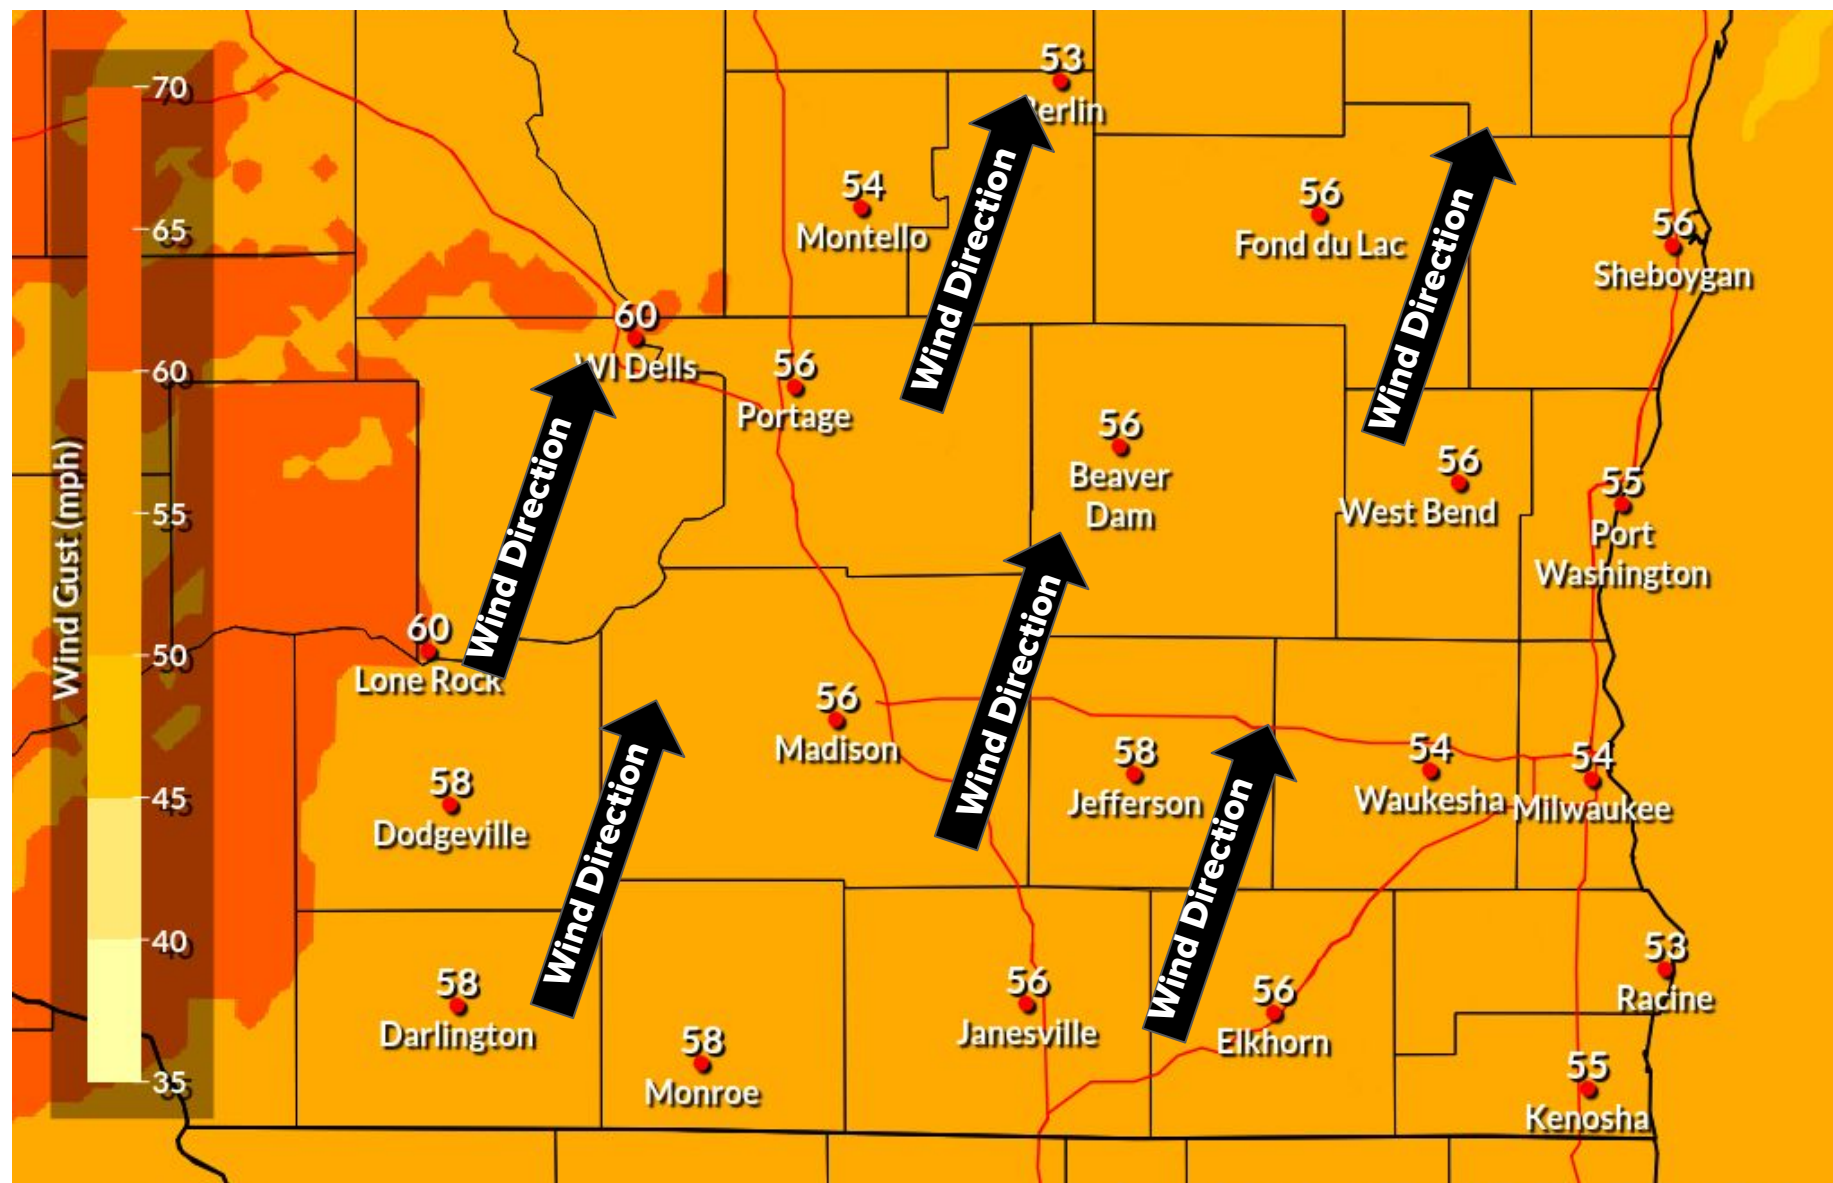 70
65
60
55
50
45
40
35
Wind Gust (mph)
53
Berlin
54
Montello
56
Fond du Lac
56
Sheboygan
60
WI Dells
56
Portage
56
Beaver
Dam
56
West Bend
55
Port
Washington
60
Lone Rock
56
Madison
58
Dodgeville
58
Jefferson
54
Waukesha
54
Milwaukee
58
Darlington
58
Monroe
56
Janesville
56
Elkhorn
53
Racine
55
Kenosha
Wind Direction
Wind Direction
Wind Direction
Wind Direction
Wind Direction
Wind Direction